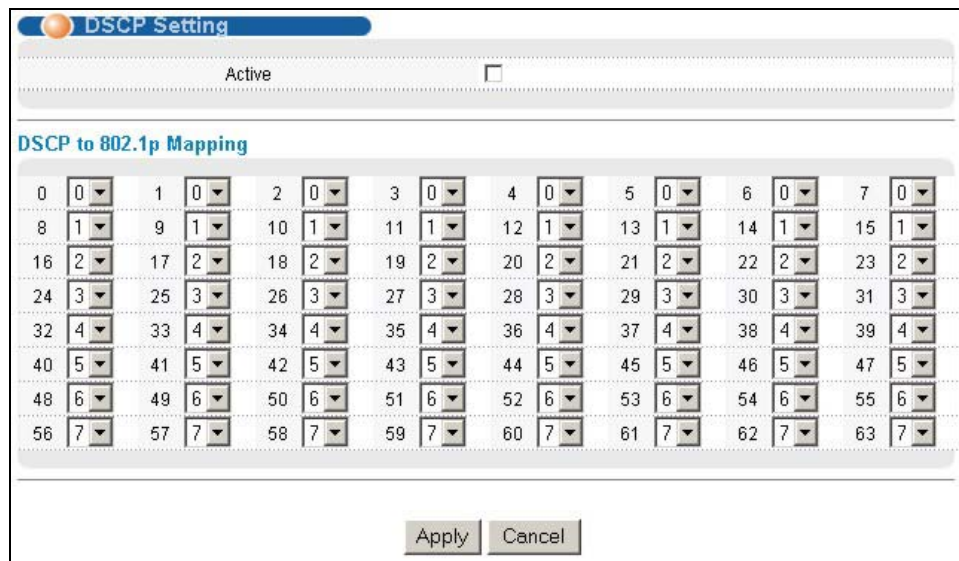 DSCP Setting
Active
DSCP to 802.1p Mapping
0 0 1 0 2 0 3 0 4 0 5 0 6 0 7 0
8 1 9 1 10 1 11 1 12 1 13 1 14 1 15 1
16 2 17 2 18 2 19 2 20 2 21 2 22 2 23 2
24 3 25 3 26 3 27 3 28 3 29 3 30 3 31 3
32 4 33 4 34 4 35 4 36 4 37 4 38 4 39 4
40 5 41 5 42 5 43 5 44 5 45 5 46 5 47 5
48 6 49 6 50 6 51 6 52 6 53 6 54 6 55 6
56 7 57 7 58 7 59 7 60 7 61 7 62 7 63 7
Apply Cancel